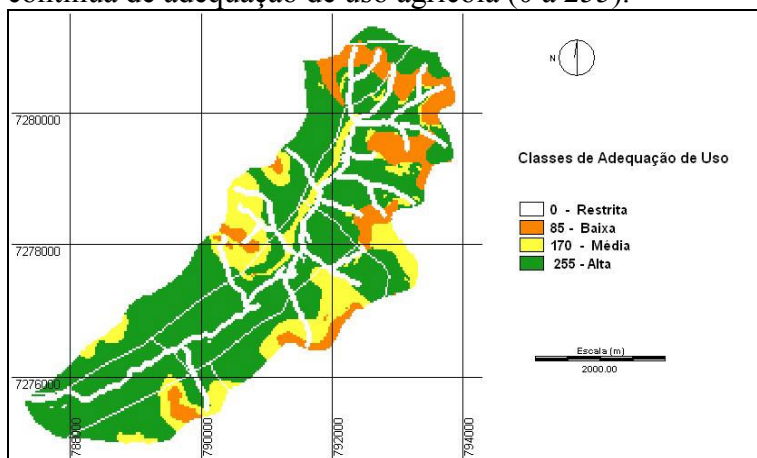 contínua de adequação de uso agrícola (0 a 255).
N
7280000
Classes de Adequação de Uso
0 - Restrita
85 - Baixa
170 - Média
255 - Alta
7278000
Escala (m)
2000.00
7276000
788000
790000
792000
794000